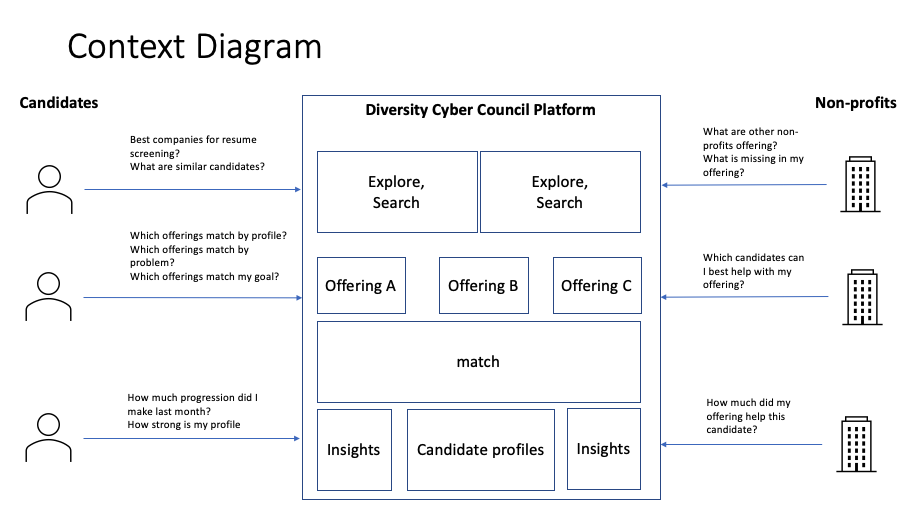 Context Diagram
Candidates
Diversity Cyber Council Platform
Non-profits
Best companies for resume
screening?
What are similar candidates?
Explore,
Search
Explore,
Search
What are other non-
profits offering?
What is missing in my
offering?
Which offerings match by profile?
Which offerings match by
problem?
Which offerings match my goal?
Offering A
Offering B
Offering C
Which candidates can
I best help with my
offering?
match
How much progression did I
make last month?
How strong is my profile
Insights
Candidate profiles
Insights
How much did my
offering help this
candidate?